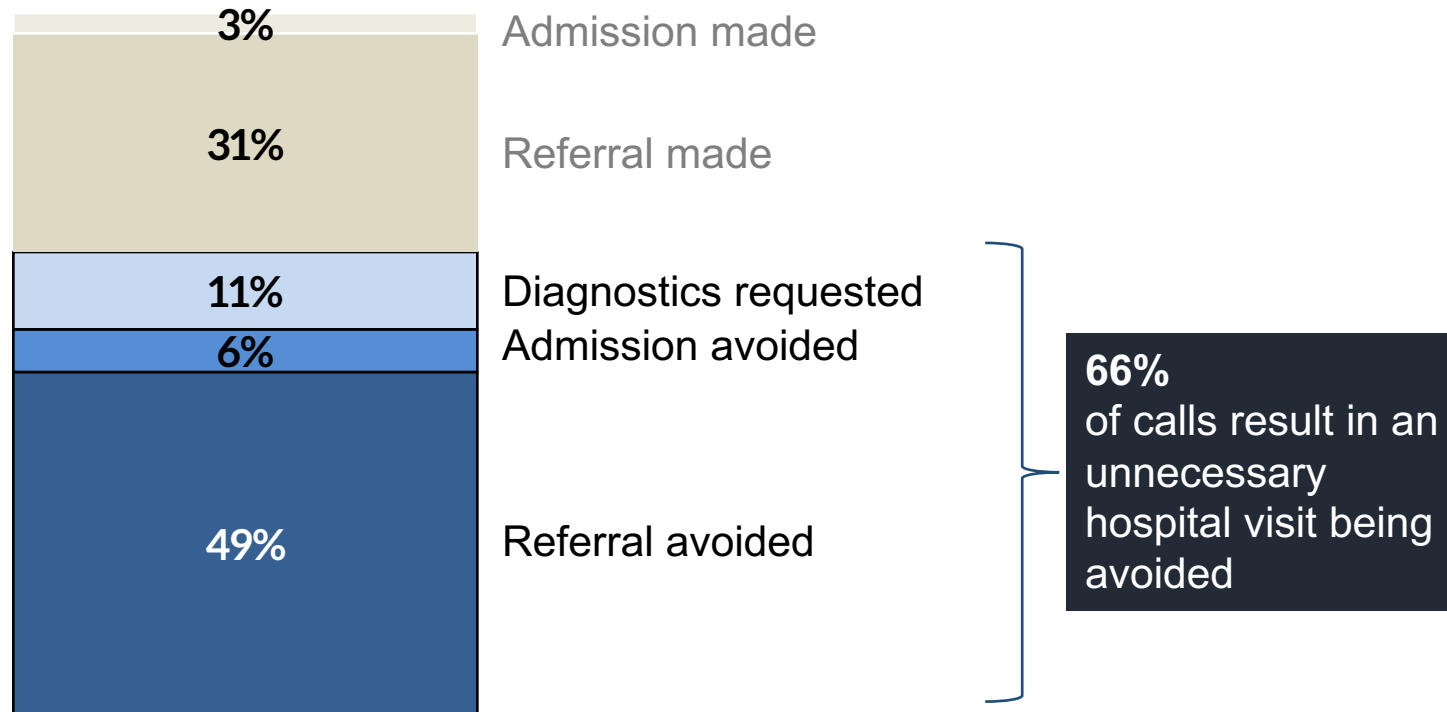 3%
Admission made
31%
Referral made
11%
Diagnostics requested
6%
Admission avoided
49%
Referral avoided
66%
of calls result in an
unnecessary
hospital visit being
avoided